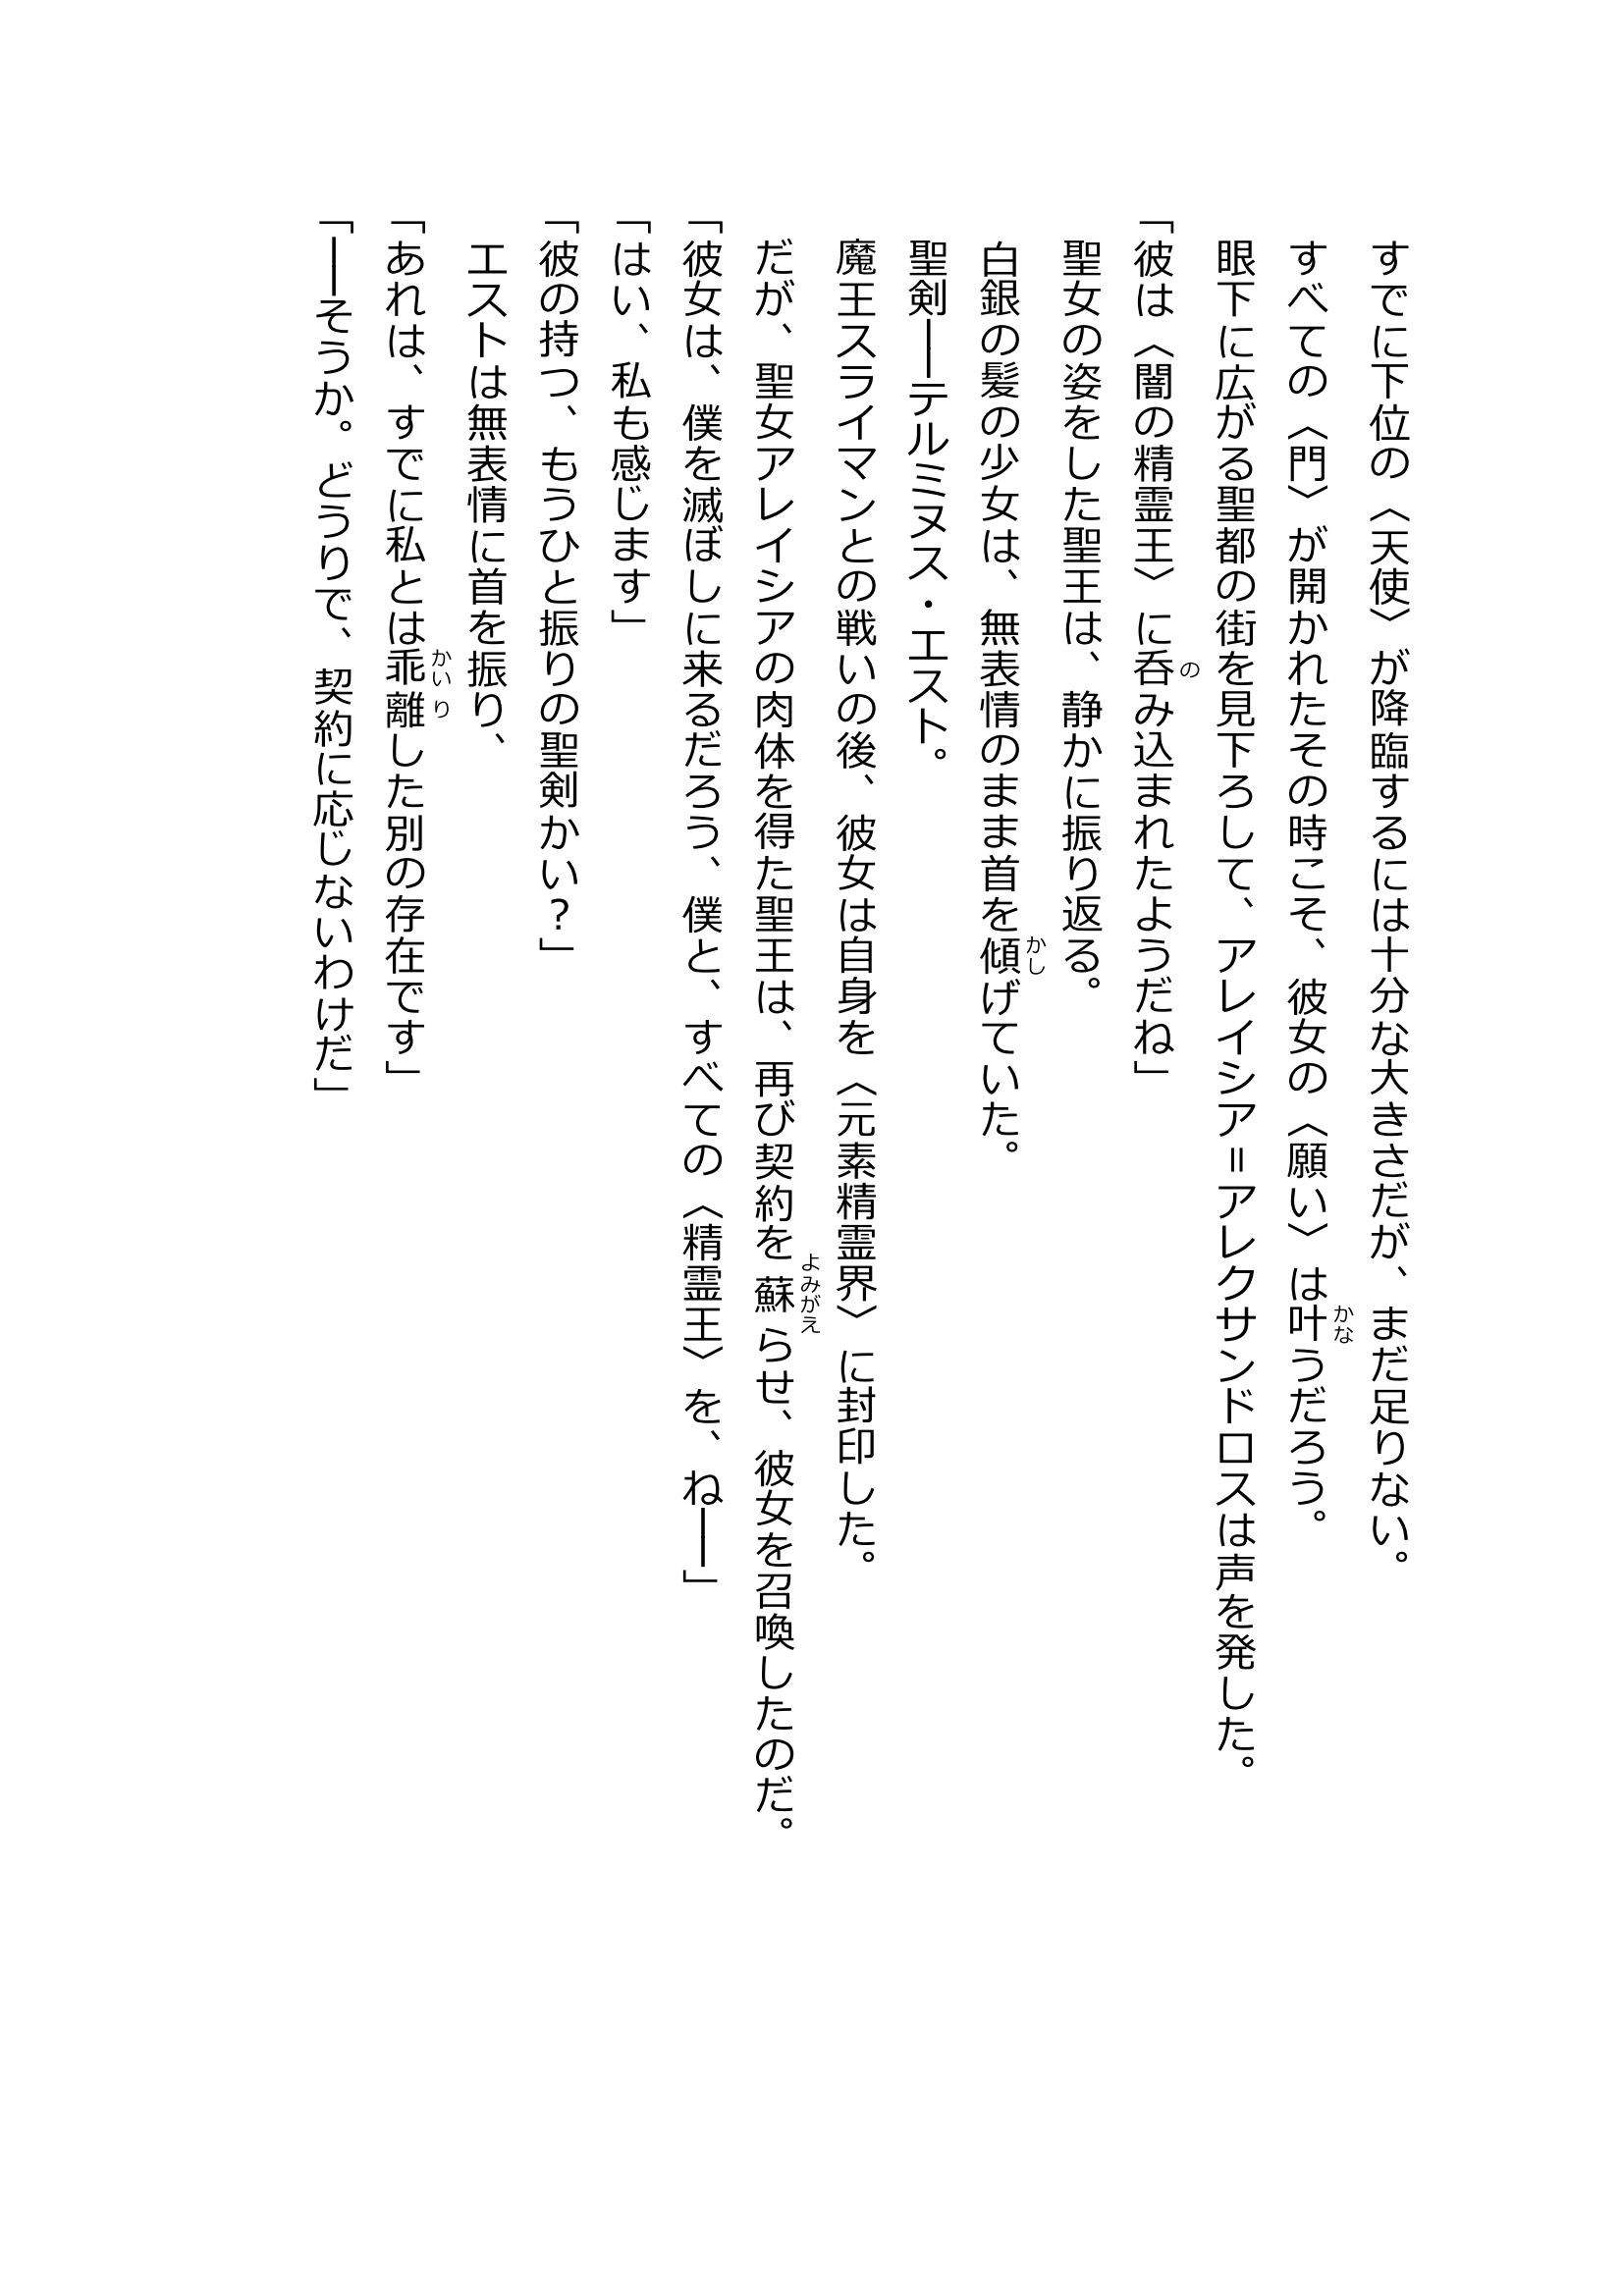 すでに下位の〈天使〉が降臨するには十分な大きさだが、まだ足りない。
すべての〈門〉が開かれたその時こそ、彼女の〈願い〉は叶うだろう。
かな
眼下に広がる聖都の街を見下ろして、アレイシア＝アレクサンドロスは声を発した。
「彼は〈闇の精霊王〉に呑み込まれたようだね」
の
聖女の姿をした聖王は、静かに振り返る。
白銀の髪の少女は、無表情のまま首を傾げていた。
かし
聖剣――テルミヌス・エスト。
魔王スライマンとの戦いの後、彼女は自身を〈元素精霊界〉に封印した。
だが、聖女アレイシアの肉体を得た聖王は、再び契約を蘇らせ、彼女を召喚したのだ。
よみがえ
「彼女は、僕を滅ぼしに来るだろう、僕と、すべての〈精霊王〉を、ね――」
「はい、私も感じます」
「彼の持つ、もうひと振りの聖剣かい？」
エストは無表情に首を振り、
「あれは、すでに私とは乖離した別の存在です」
かい り
「――そうか。どうりで、契約に応じないわけだ」